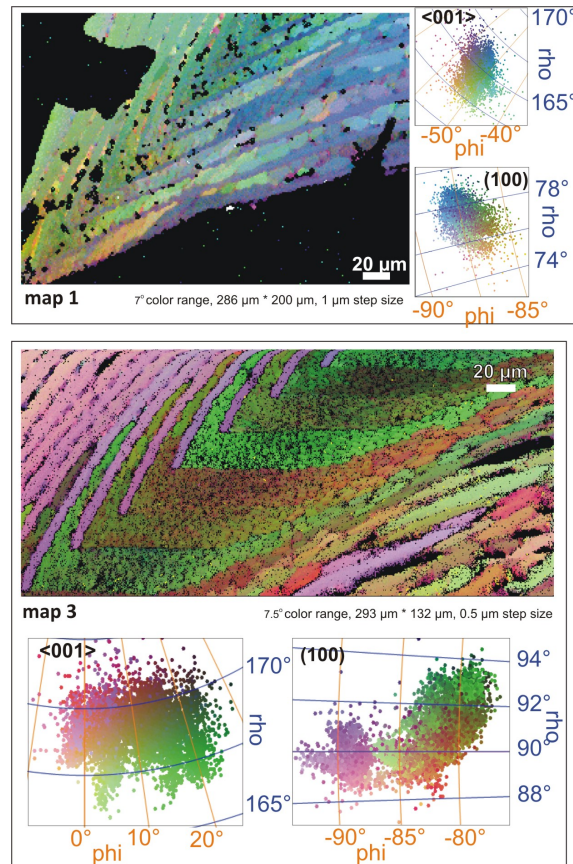 <001>
170°
rho
165°
-50° -40°
phi
(100)
78°
rho
74°
-90° -85°
phi
20 µm
map 1
7° color range, 286 µm * 200 µm, 1 µm step size
20 µm
map 3
7.5° color range, 293 µm * 132 µm, 0.5 µm step size
<001>
170°
rho
165°
0° 10° 20°
phi
(100)
94°
92°
rho
90°
88°
-90° -85° -80°
phi